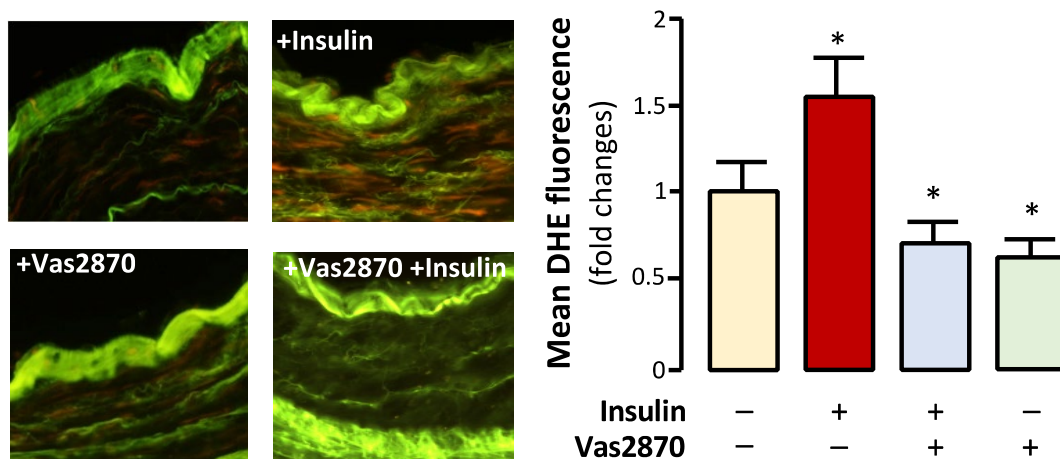 +Insulin
+Vas2870
+Vas2870 +Insulin
Mean DHE fluorescence
(fold changes)
2
1.5
1
0.5
0
*
*
*
Insulin − + + −
Vas2870 − − + +